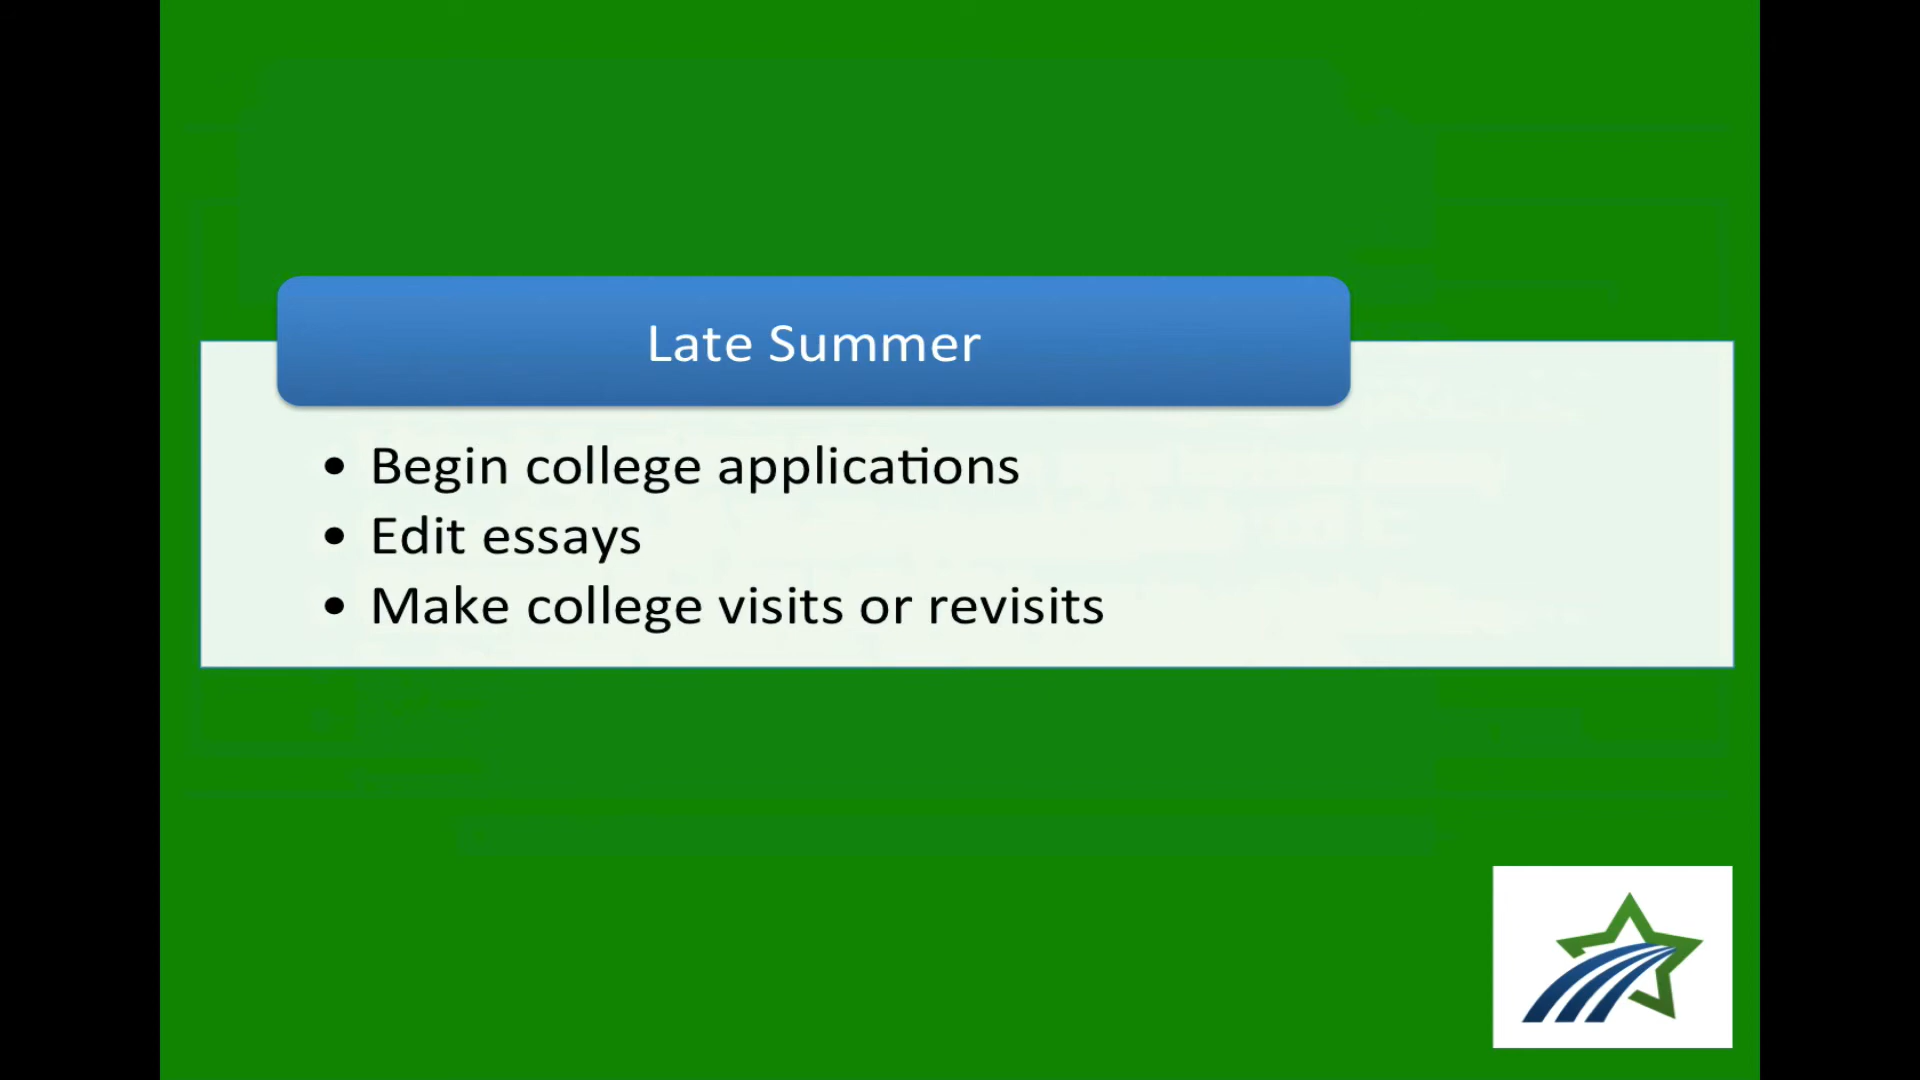 Late Summer
• Begin college applications
• Edit essays
• Make college visits or revisits